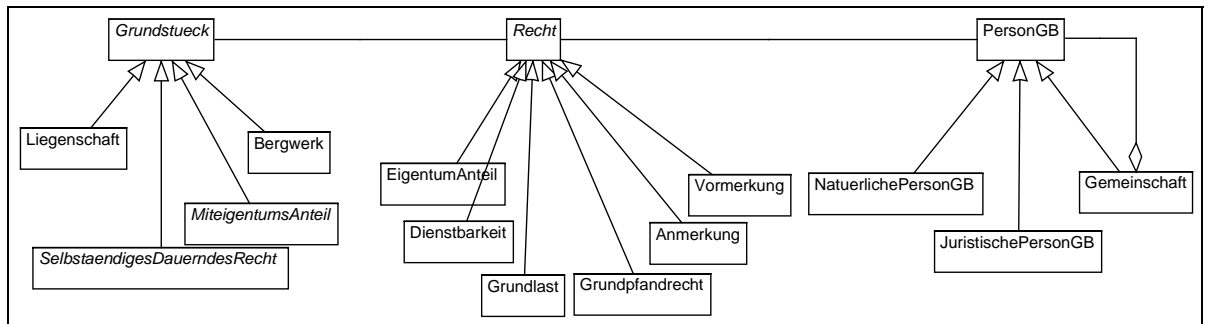 Grundstueck
Recht
PersonGB
Liegenschaft
Bergwerk
EigentumAnteil
Vormerkung
NatuerlichePersonGB
Gemeinschaft
MiteigentumsAnteil
Dienstbarkeit
Anmerkung
JuristischePersonGB
SelbstaendigesDauerndesRecht
Grundlast
Grundpfandrecht